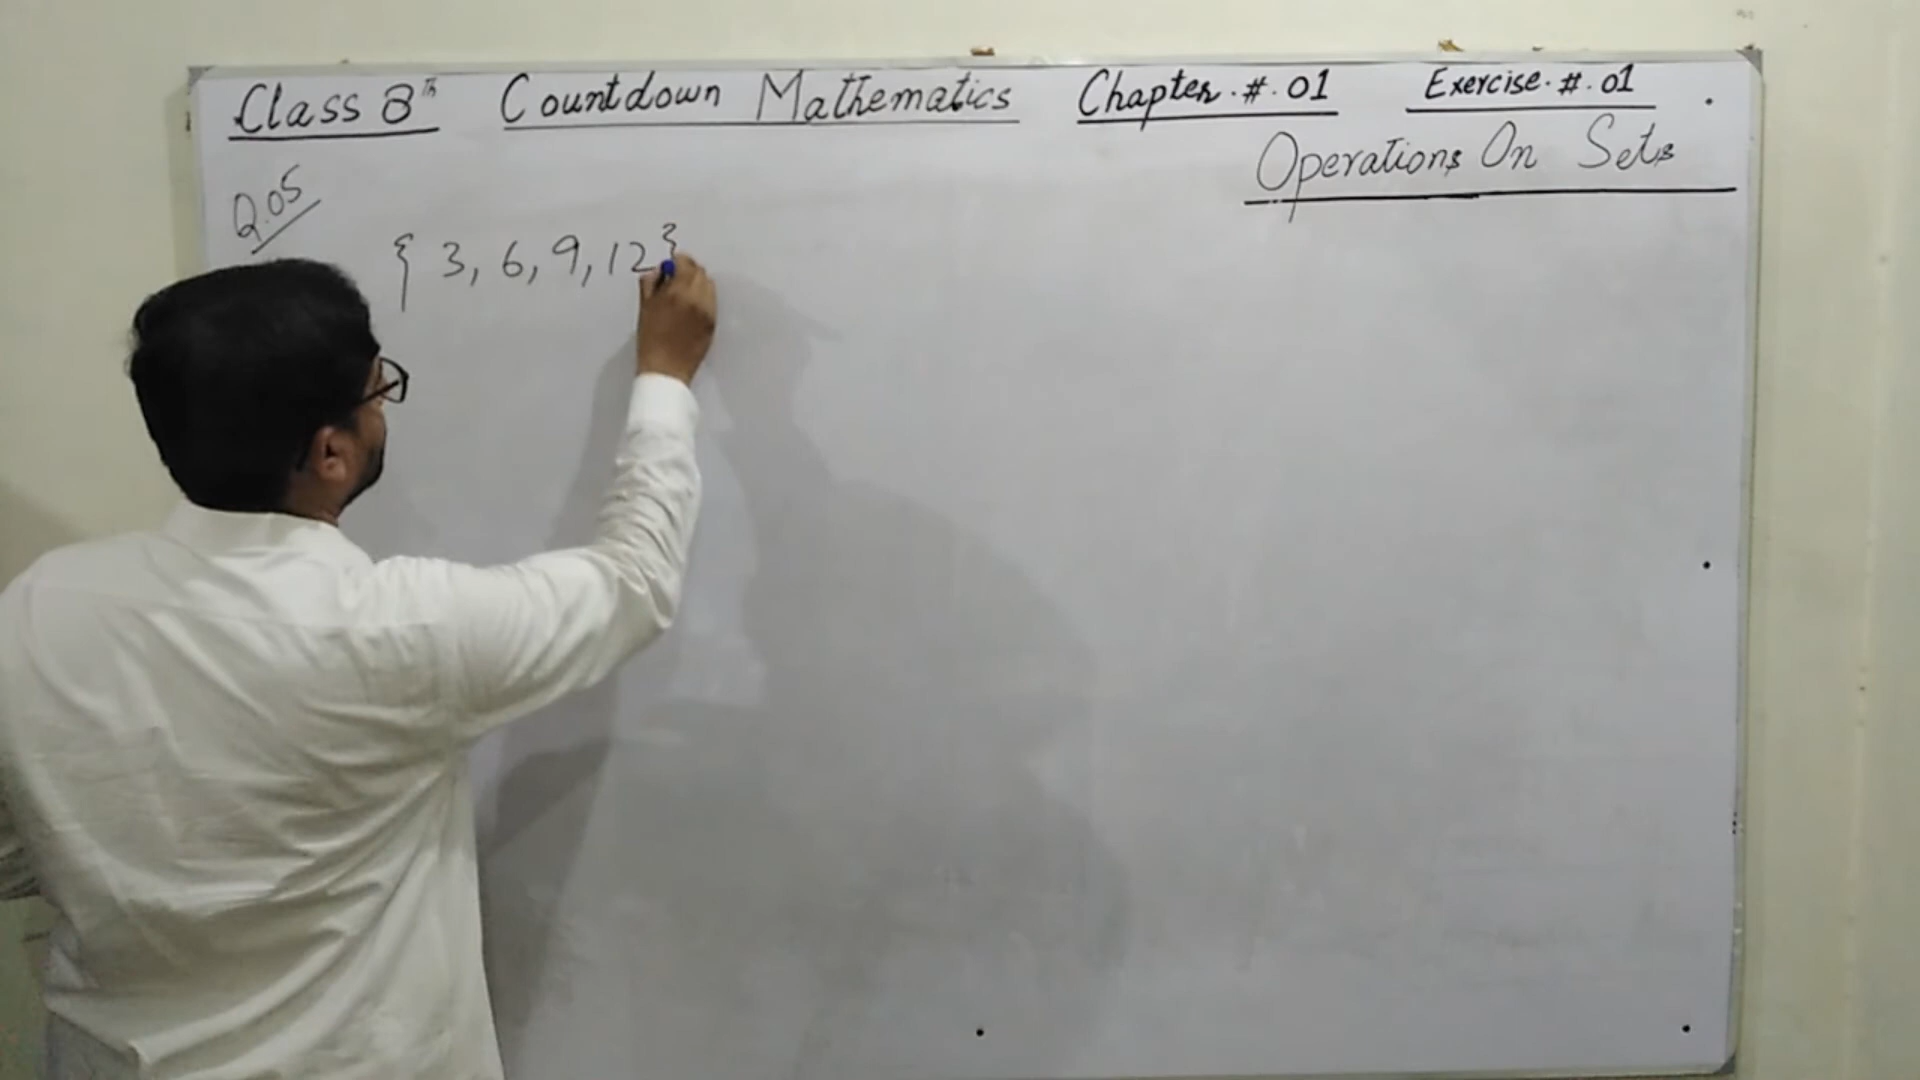 Class 8th Countdown Mathematics Chapter.#.01 Exercise.#.01
Operations On Sets
Q.05
{ 3, 6, 9, 12 }